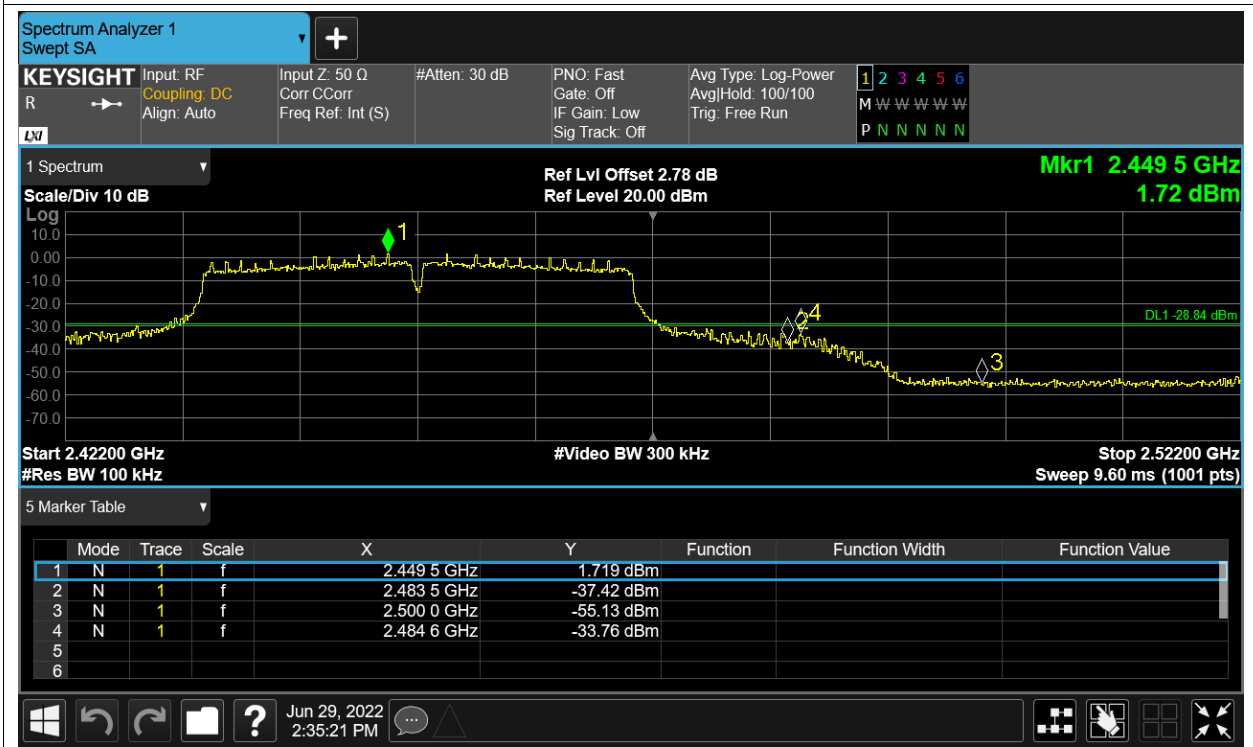 Spectrum Analyzer 1
Swept SA
KEYSIGHT
R
LXI
Input: RF
Coupling: DC
Align: Auto
Input Z: 50 Ω
Corr CCorr
Freq Ref: Int (S)
#Atten: 30 dB
PNO: Fast
Gate: Off
IF Gain: Low
Sig Track: Off
Avg Type: Log-Power
Avg|Hold: 100/100
Trig: Free Run
1 2 3 4 5 6
M W W W W W
P N N N N N
1 Spectrum
Scale/Div 10 dB
Ref Lvl Offset 2.78 dB
Ref Level 20.00 dBm
Mkr1 2.449 5 GHz
1.72 dBm
Log
10.0
0.00
-10.0
-20.0
-30.0
-40.0
-50.0
-60.0
-70.0
1
4
3
DL1 -28.84 dBm
Start 2.42200 GHz
#Video BW 300 kHz
Stop 2.52200 GHz
#Res BW 100 kHz
Sweep 9.60 ms (1001 pts)
5 Marker Table
Mode Trace Scale X Y Function Function Width Function Value
1 N 1 f 2.449 5 GHz 1.719 dBm
2 N 1 f 2.483 5 GHz -37.42 dBm
3 N 1 f 2.500 0 GHz -55.13 dBm
4 N 1 f 2.484 6 GHz -33.76 dBm
5
6
?
Jun 29, 2022
2:35:21 PM